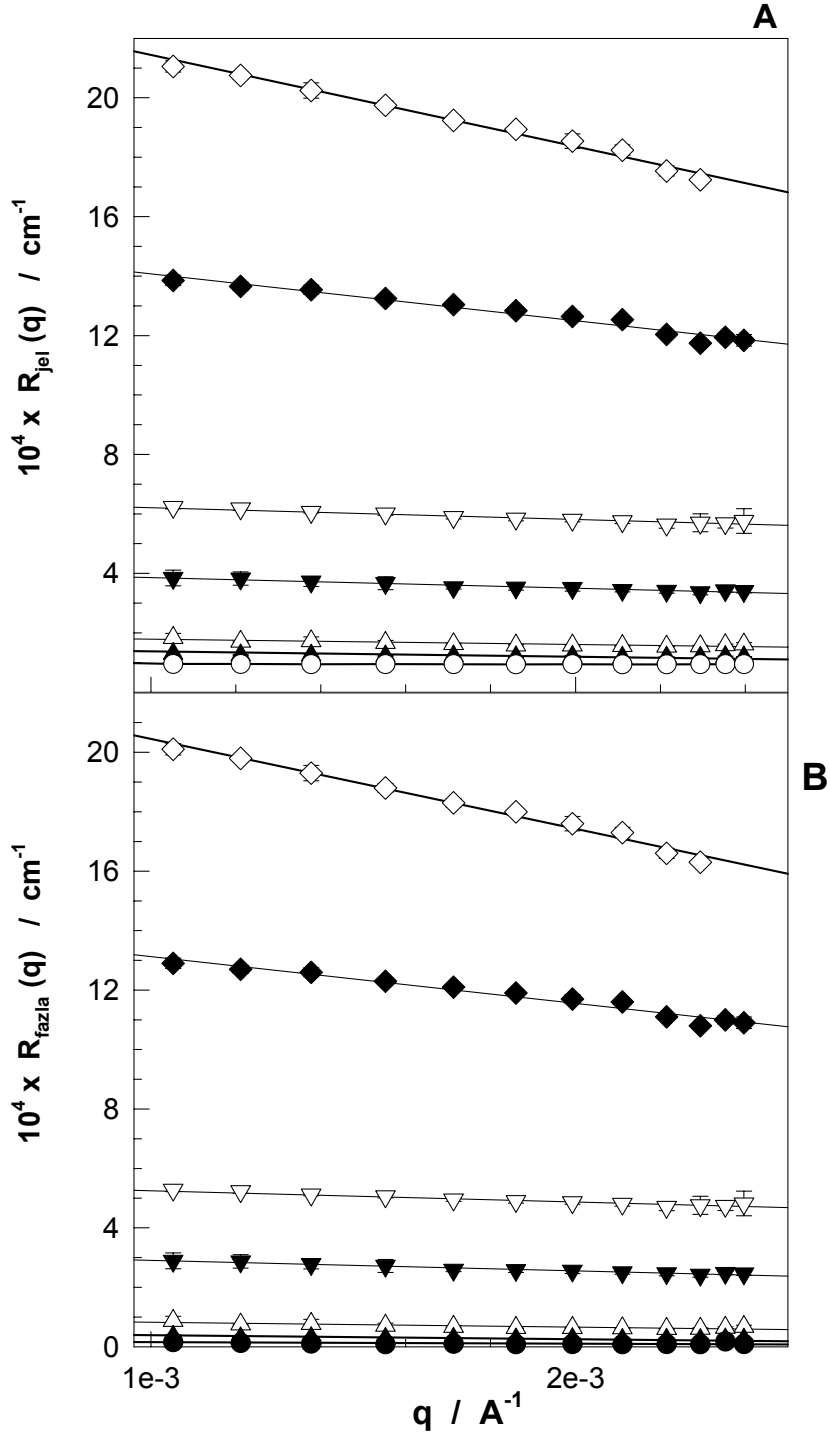 A
20
16
12
8
4
10⁴ x R_jel (q) / cm⁻¹
B
20
16
12
8
4
0
10⁴ x R_fazla (q) / cm⁻¹
1e-3
2e-3
q / A⁻¹